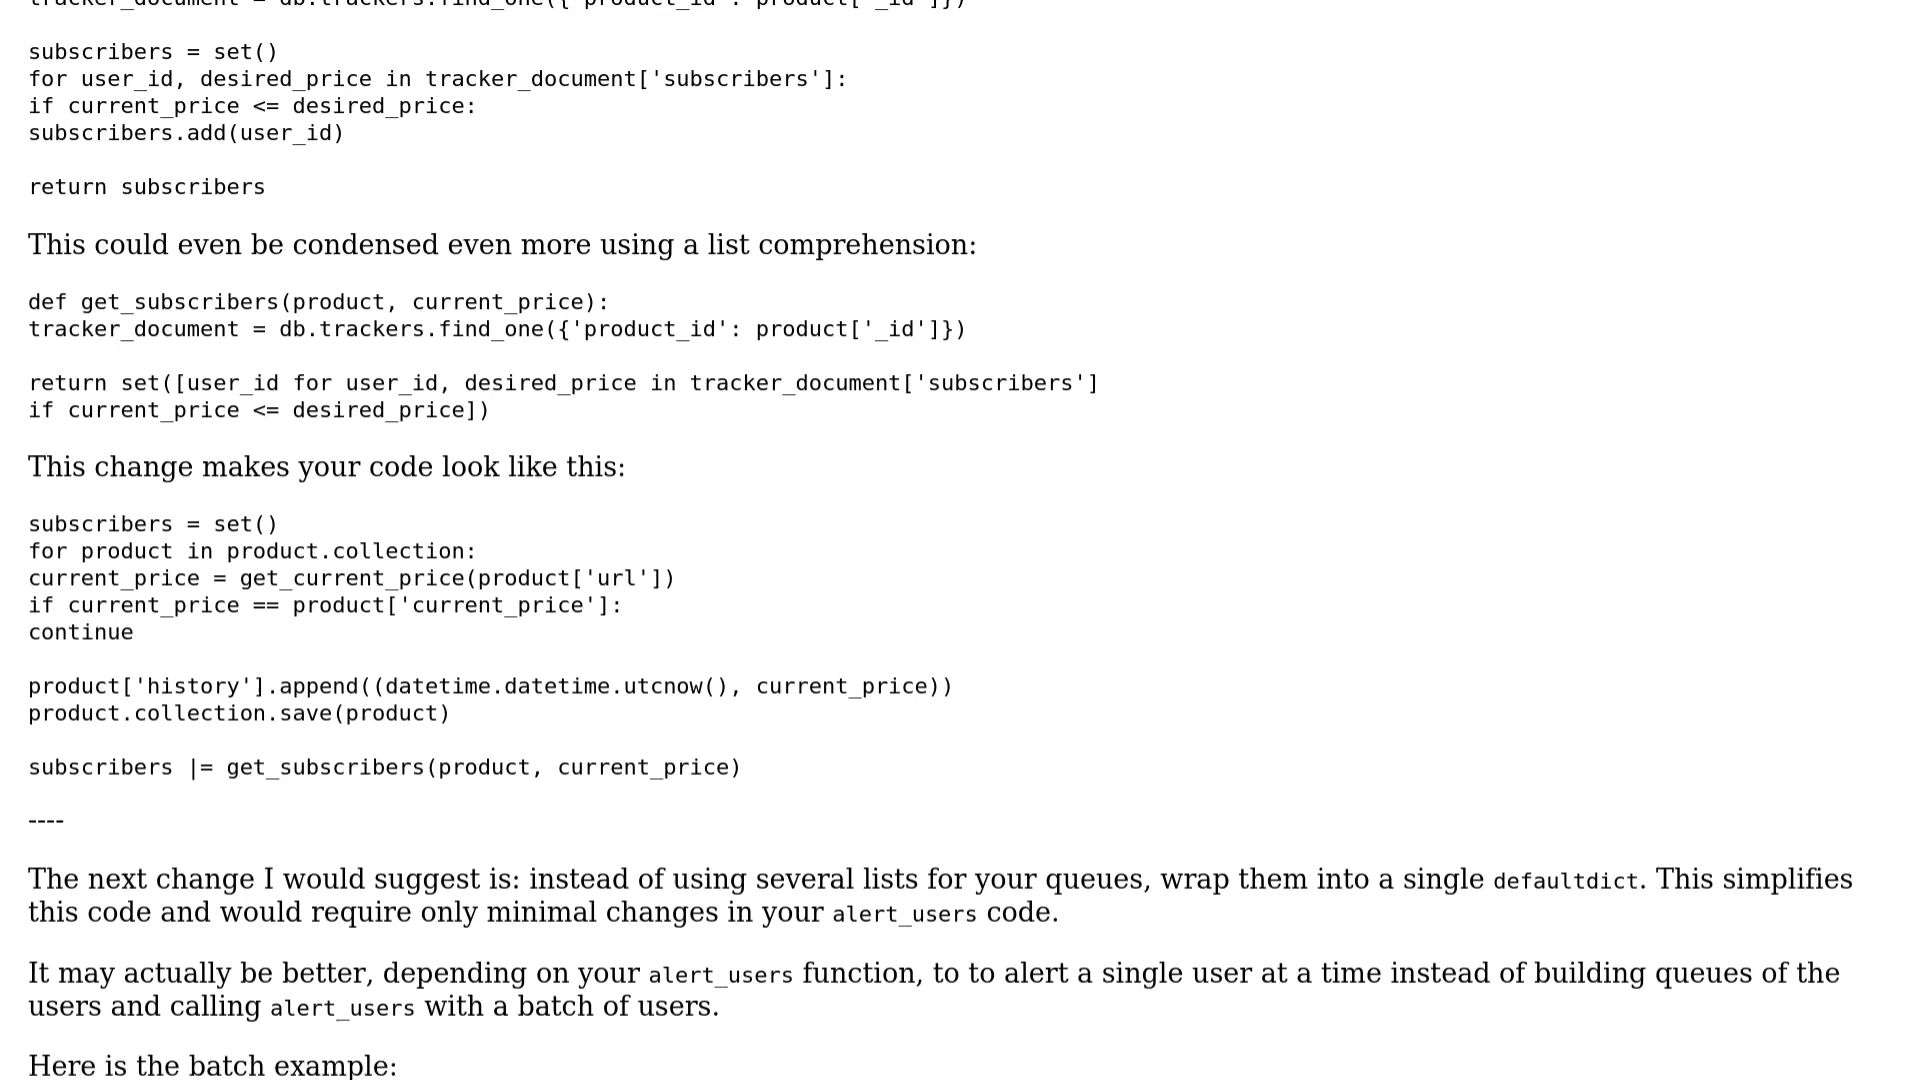 tracker_document = db.trackers.find_one({'product_id': product['_id']})
subscribers = set()
for user_id, desired_price in tracker_document['subscribers']:
if current_price <= desired_price:
subscribers.add(user_id)
return subscribers
This could even be condensed even more using a list comprehension:
def get_subscribers(product, current_price):
tracker_document = db.trackers.find_one({'product_id': product['_id']})
return set([user_id for user_id, desired_price in tracker_document['subscribers']
if current_price <= desired_price])
This change makes your code look like this:
subscribers = set()
for product in product.collection:
current_price = get_current_price(product['url'])
if current_price == product['current_price']:
continue
product['history'].append((datetime.datetime.utcnow(), current_price))
product.collection.save(product)
subscribers |= get_subscribers(product, current_price)
----
The next change I would suggest is: instead of using several lists for your queues, wrap them into a single defaultdict. This simplifies
this code and would require only minimal changes in your alert_users code.
It may actually be better, depending on your alert_users function, to to alert a single user at a time instead of building queues of the
users and calling alert_users with a batch of users.
Here is the batch example: